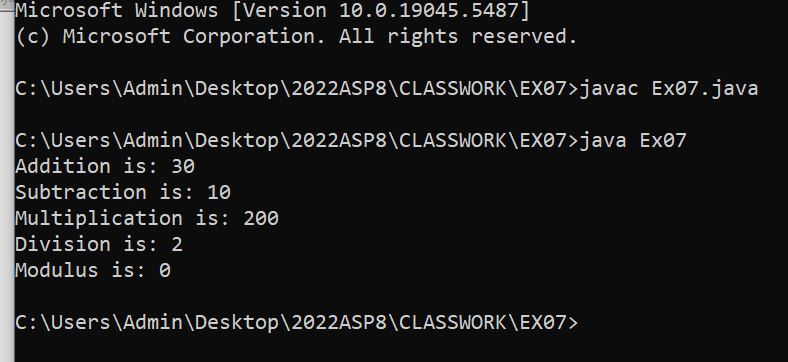 Microsoft Windows [Version 10.0.19045.5487]
(c) Microsoft Corporation. All rights reserved.
C:\Users\Admin\Desktop\2022ASP8\CLASSWORK\EX07>javac Ex07.java
C:\Users\Admin\Desktop\2022ASP8\CLASSWORK\EX07>java Ex07
Addition is: 30
Subtraction is: 10
Multiplication is: 200
Division is: 2
Modulus is: 0
C:\Users\Admin\Desktop\2022ASP8\CLASSWORK\EX07>